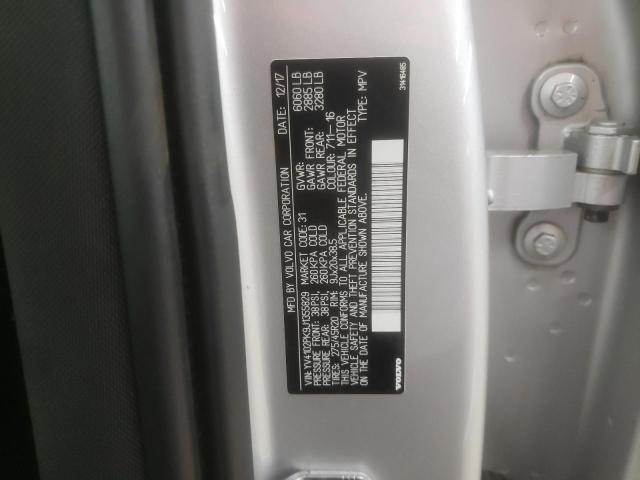 MFD BY VOLVO CAR CORPORATION DATE: 12/17
VIN: YV4102PK9J1355829 GVWR: 6060 LB
MARKET CODE: 31 GAWR FRONT: 2885 LB
PRESSURE FRONT: 38PSI, 260KPA COLD GAWR REAR: 3280 LB
PRESSURE REAR: 38PSI, 260KPA COLD COLOUR: 711–16
TIRES: 275/45R20 RIM: 9Jx20x38.5
THIS VEHICLE CONFORMS TO ALL APPLICABLE FEDERAL MOTOR
VEHICLE SAFETY AND THEFT PREVENTION STANDARDS IN EFFECT
ON THE DATE OF MANUFACTURE SHOWN ABOVE. TYPE: MPV
VOLVO 31416485